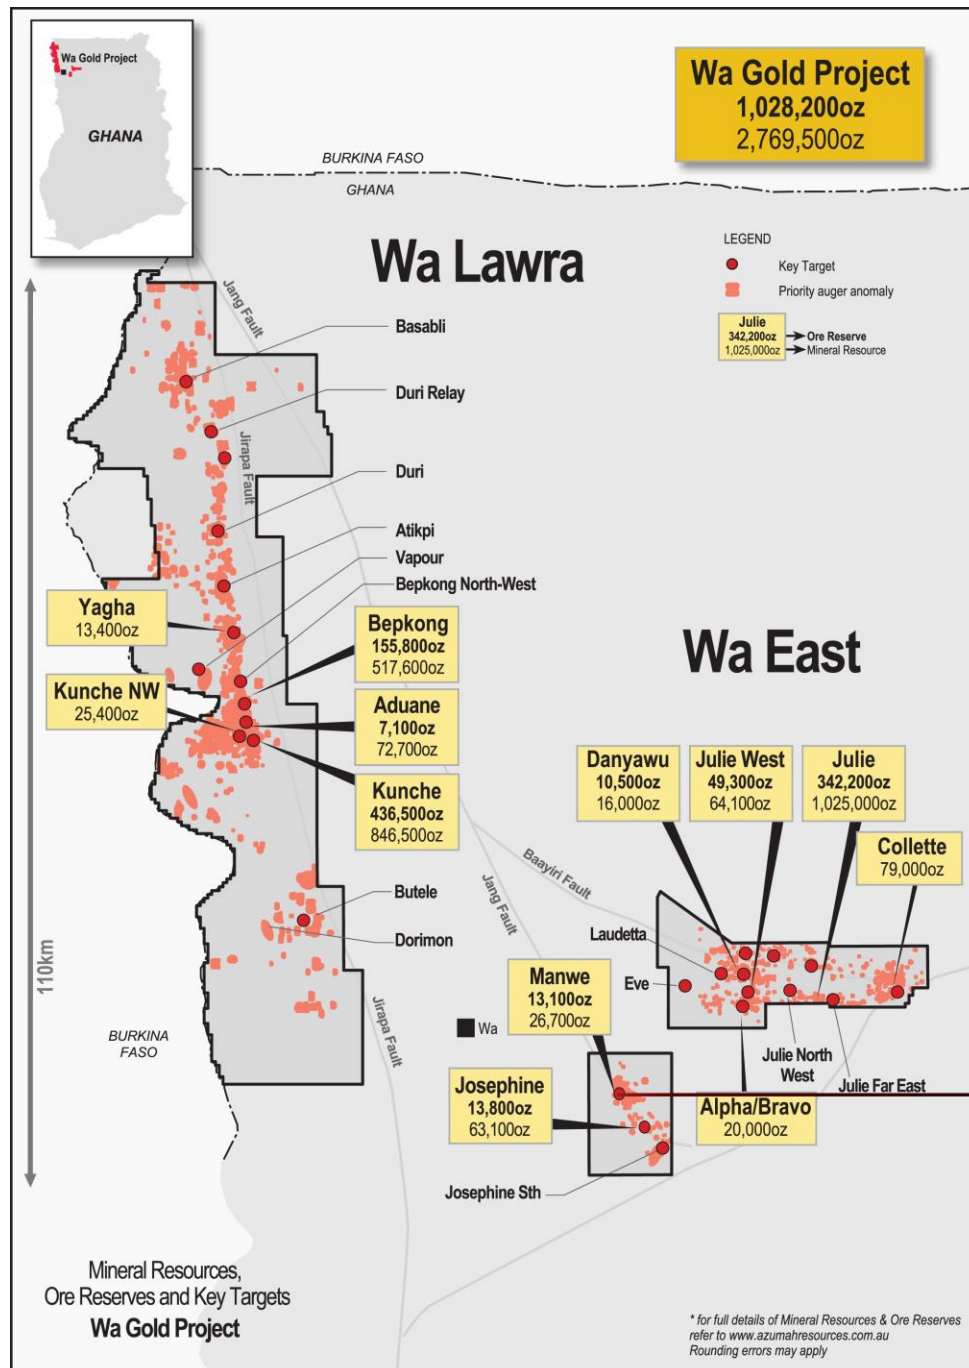 Wa Gold Project
GHANA
Wa Gold Project
1,028,200oz
2,769,500oz
BURKINA FASO
GHANA
Wa Lawra
LEGEND
Key Target
Priority auger anomaly
Julie
342,200oz
1,025,000oz
Ore Reserve
Mineral Resource
Jang Fault
Basabli
Duri Relay
Jirapa Fault
Duri
Atikpi
Vapour
Bepkong North-West
Yagha
13,400oz
Bepkong
155,800oz
517,600oz
Kunche NW
25,400oz
Aduane
7,100oz
72,700oz
Kunche
436,500oz
846,500oz
Wa East
Danyawu
10,500oz
16,000oz
Julie West
49,300oz
64,100oz
Julie
342,200oz
1,025,000oz
Collette
79,000oz
Butele
Dorimon
Baayiri Fault
Jang Fault
Laudetta
Eve
110km
Manwe
13,100oz
26,700oz
Jirapa Fault
Wa
BURKINA
FASO
Julie North
West
Julie Far East
Josephine
13,800oz
63,100oz
Alpha/Bravo
20,000oz
Josephine Sth
Mineral Resources,
Ore Reserves and Key Targets
Wa Gold Project
* for full details of Mineral Resources & Ore Reserves
refer to www.azumahresources.com.au
Rounding errors may apply